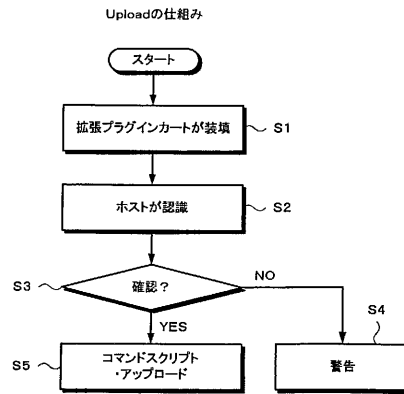 Uploadの仕組み
スタート
拡張プラグインカートが装填
S1
ホストが認識
S2
S3
確認？
NO
YES
S4
警告
S5
コマンドスクリプト
・アップロード